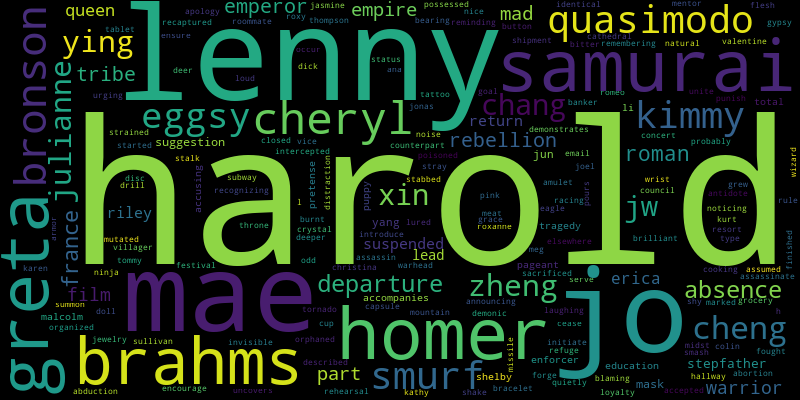 queen
emperor
empire
mad
quasimodo
lenny
samurai
ying
tribe
bronson
julianne
eggsy
cheryl
chang
kimmy
return
rebellion
suggestion
harold
roman
xin
jw
riley
france
greta
suspended
lead
mae
film
departure
zheng
erica
absence
jo
homer
cheng
brahms
part
smurf
stepfather
warrior
mask
tablet
recaptured
apology
roommate
roxy
thompson
jasmine
possessed
bearing
nice
reminding
button
identical
mentor
flesh
cathedral
bitter
remembering
natural
valentine
gypsy
shipment
ensure
deer
loud
occur
dick
status
ana
tattoo
jonas
goal
romeo
unite
punish
total
urging
banker
li
strained
started
stalk
closed
vice
intercepted
noise
counterpart
demonstrates
concert
probably
disc
drill
accusing
subway
recognizing
pretense
distraction
puppy
poisoned
stray
stabbed
jun
email
joel
wrist
council
antidote
grew
noticing
kurt
wizard
amulet
racing
pours
pink
meat
grace
eagle
roxanne
meg
tragedy
brilliant
resort
type
rule
mutated
villager
tommy
ninja
karen
armor
throne
burnt
crystal
deeper
odd
yang
lured
introduce
assassin
warhead
christina
elsewhere
pageant
sacrificed
serve
cooking
assumed
assassinate
finished
festival
summon
doll
malcolm
organized
jewelry
sullivan
invisible
tornado
cup
accompanies
capsule
mountain
announcing
demonic
laughing
cease
initiate
refuge
enforcer
forge
quietly
sny
marked
grocery
h
midst
colin
smash
fought
orphaned
described
missile
education
blaming
hallway
abortion
loyalty
accepted
abduction
encourage
uncovers
rehearsal
kathy
shake
shelby
bracelet
l